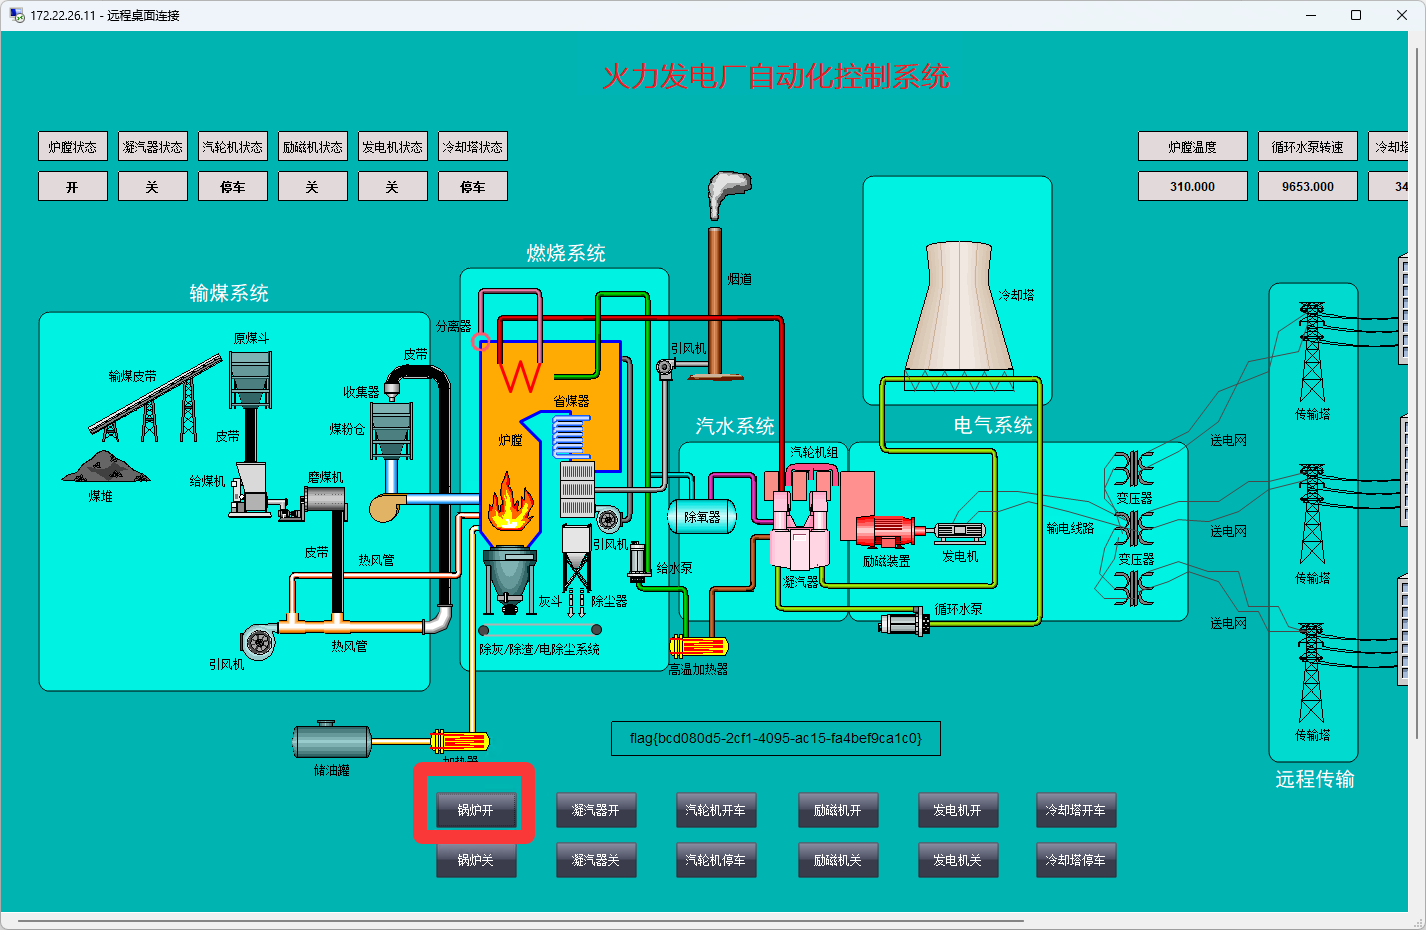 172.22.26.11 - 远程桌面连接
火力发电厂自动化控制系统
炉膛状态 凝汽器状态 汽轮机状态 励磁机状态 发电机状态 冷却塔状态
开 关 停车 关 关 停车
炉膛温度 循环水泵转速 冷却塔
310.000 9653.000 34
燃烧系统
输煤系统
烟道
冷却塔
分离器
原煤斗
皮带
引风机
输煤皮带
收集器
省煤器
煤粉仓
皮带
炉膛
汽水系统
电气系统
汽轮机组
传输塔
送电网
给煤机
磨煤机
煤堆
变压器
除氧器
输电线路
送电网
引风机
皮带
热风管
给水泵
励磁装置
发电机
变压器
凝汽器
传输塔
灰斗
除尘器
循环水泵
送电网
除灰/除渣/电除尘系统
热风管
引风机
高温加热器
flag{bcd080d5-2cf1-4095-ac15-fa4bef9ca1c0}
传输塔
加热器
储油罐
远程传输
锅炉开 凝汽器开 汽轮机开车 励磁机开 发电机开 冷却塔开车
锅炉关 凝汽器关 汽轮机停车 励磁机关 发电机关 冷却塔停车